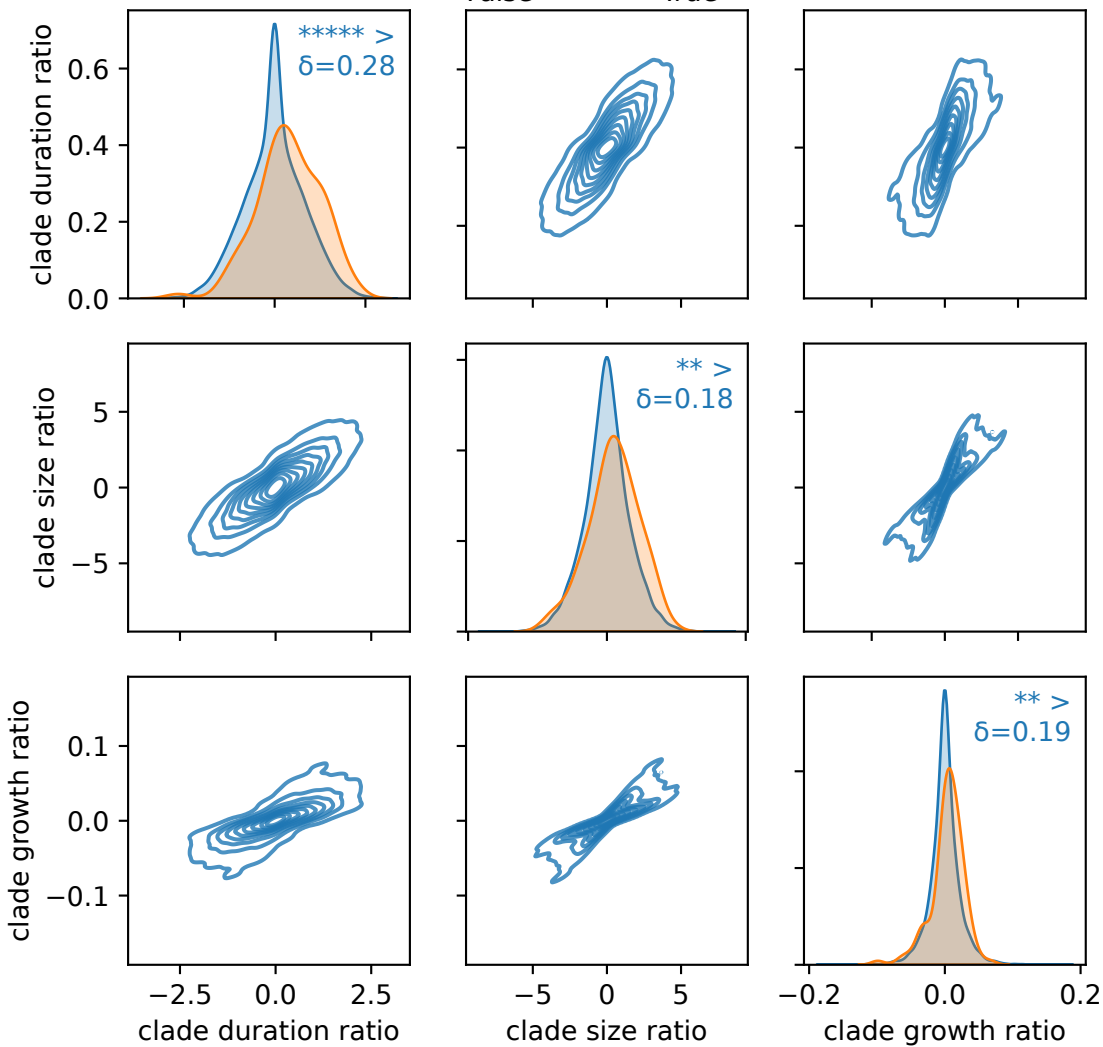 clade duration ratio
0.6
0.4
0.2
0.0
***** >
δ=0.28
clade size ratio
5
0
−5
** >
δ=0.18
clade growth ratio
0.1
0.0
−0.1
** >
δ=0.19
−2.5 0.0 2.5
−5 0 5
−0.2 0.0 0.2
clade duration ratio
clade size ratio
clade growth ratio